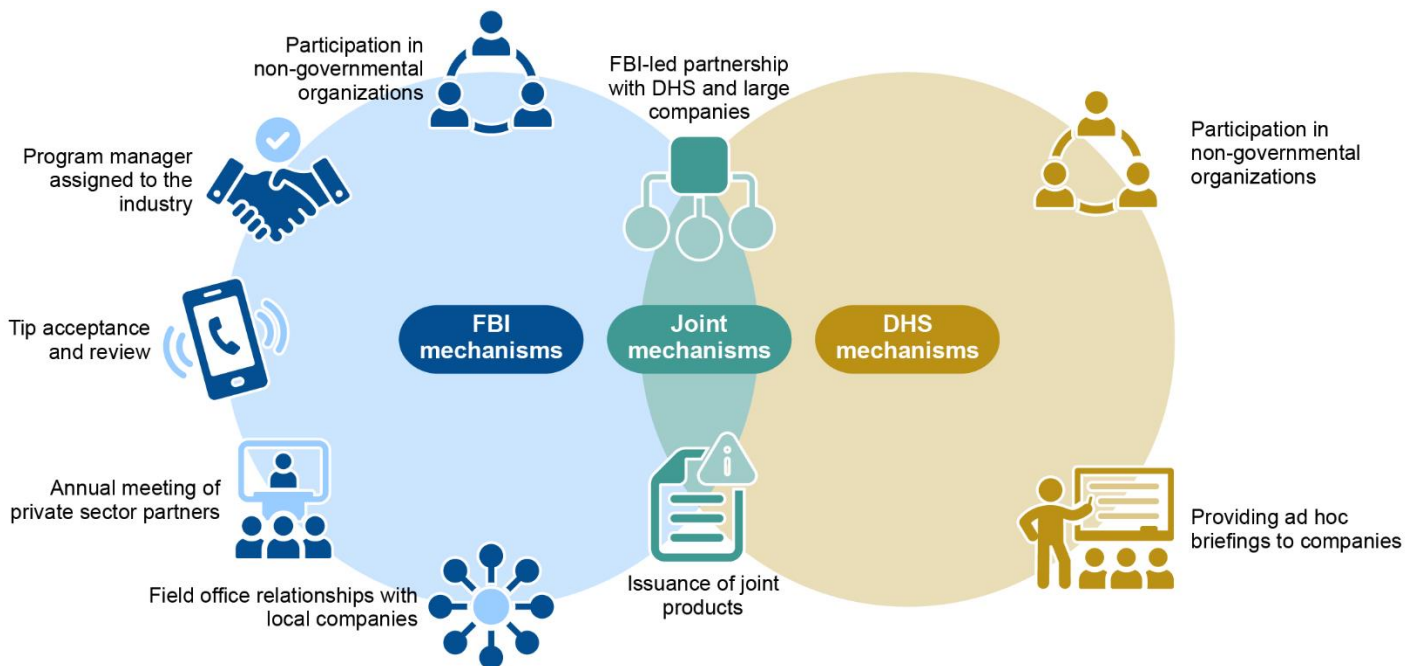 Participation in
non-governmental
organizations
FBI-led partnership
with DHS and large
companies
Participation in
non-governmental
organizations
Program manager
assigned to the
industry
Tip acceptance
and review
FBI
mechanisms
Joint
mechanisms
DHS
mechanisms
Annual meeting of
private sector partners
Providing ad hoc
briefings to companies
Field office relationships with
local companies
Issuance of joint
products